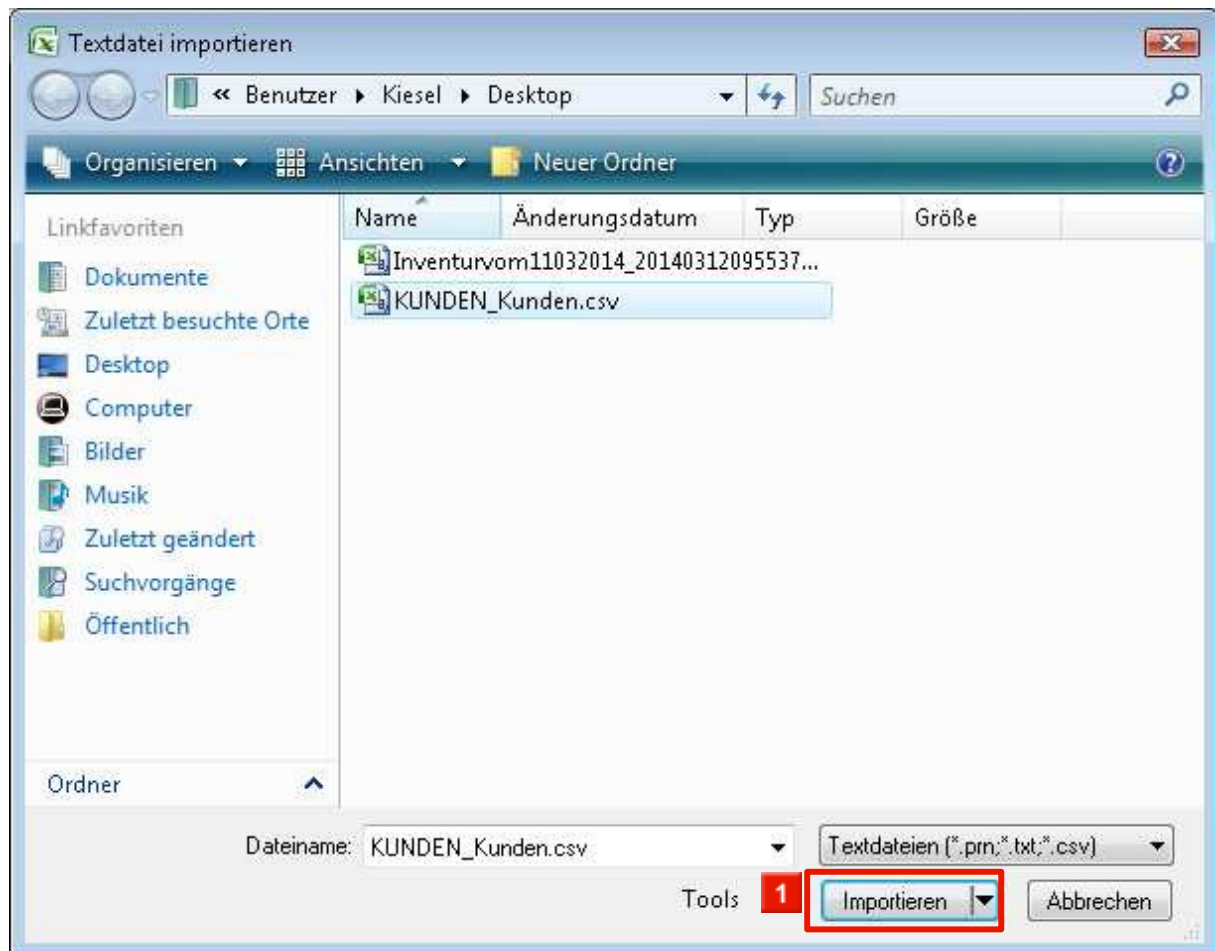 Textdatei importieren
« Benutzer Kiesel Desktop Suchen
Organisieren Ansichten Neuer Ordner
Linkfavoriten
Dokumente
Zuletzt besuchte Orte
Desktop
Computer
Bilder
Musik
Zuletzt geändert
Suchvorgänge
Öffentlich
Ordner
Name Änderungsdatum Typ Größe
Inventurvom11032014_20140312095537...
KUNDEN_Kunden.csv
Dateiname: KUNDEN_Kunden.csv Textdateien (*.prn;*.txt;*.csv)
Tools 1 Importieren Abbrechen